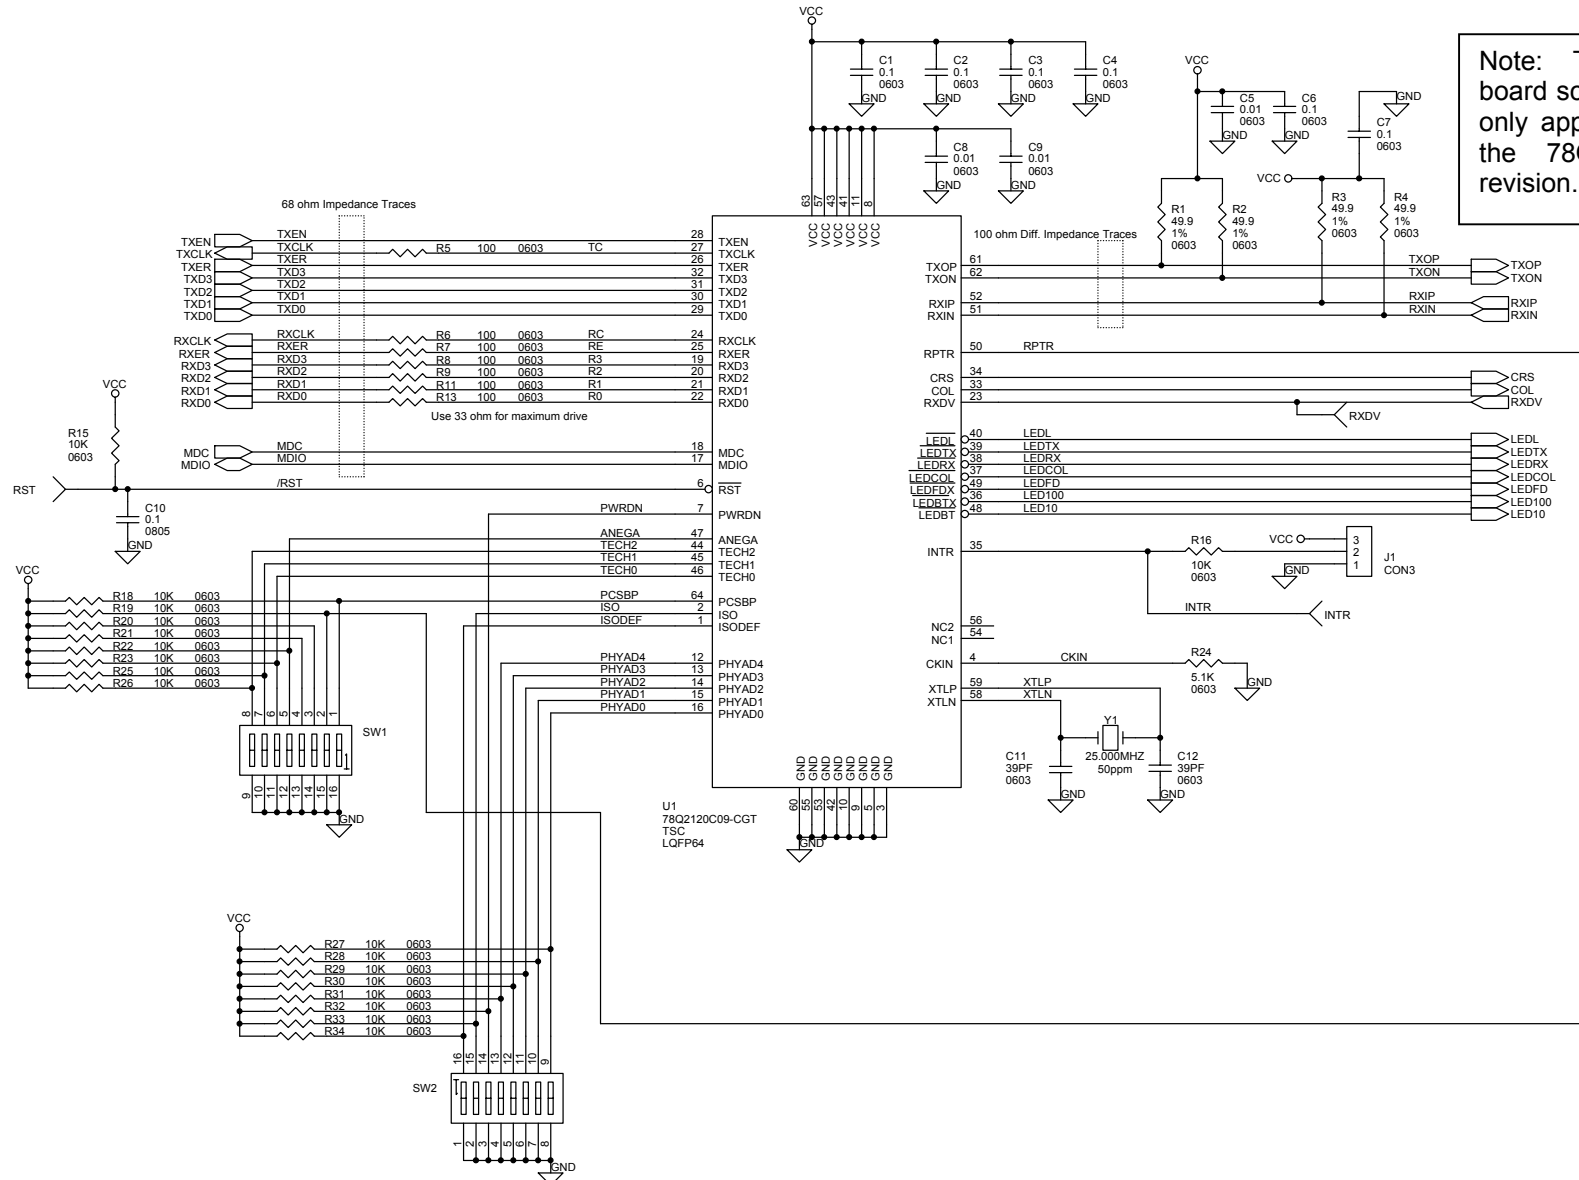 VCC
C1
0.1
0603
GND
C2
0.1
0603
GND
C3
0.1
0603
GND
C4
0.1
0603
GND
C8
0.01
0603
GND
C9
0.01
0603
GND
VCC
C5
0.01
0603
GND
C6
0.1
0603
GND
C7
0.1
0603
GND
VCC
R1
49.9
1%
0603
R2
49.9
1%
0603
R3
49.9
1%
0603
R4
49.9
1%
0603
Note:
board
only
the
revision.
68 ohm Impedance Traces
100 ohm Diff. Impedance Traces
63 57 43 41 11 8
VCC VCC VCC VCC VCC VCC
TXEN TXEN 28 TXEN
TXCLK TXCLK R5 100 0603 TC 27 TXCLK
TXER TXER 26 TXER
TXD3 TXD3 32 TXD3
TXD2 TXD2 31 TXD2
TXD1 TXD1 30 TXD1
TXD0 TXD0 29 TXD0
RXCLK RXCLK R6 100 0603 RC 24 RXCLK
RXER RXER R7 100 0603 RE 25 RXER
RXD3 RXD3 R8 100 0603 R3 19 RXD3
RXD2 RXD2 R9 100 0603 R2 20 RXD2
RXD1 RXD1 R11 100 0603 R1 21 RXD1
RXD0 RXD0 R13 100 0603 R0 22 RXD0
Use 33 ohm for maximum drive
MDC MDC 18 MDC
MDIO MDIO 17 MDIO
VCC
R15
10K
0603
RST /RST 6 RST
C10
0.1
0805
GND
PWRDN 7 PWRDN
ANEGA 47 ANEGA
TECH2 44 TECH2
TECH1 45 TECH1
TECH0 46 TECH0
PCSBP 64 PCSBP
ISO 2 ISO
ISODEF 1 ISODEF
PHYAD4 12 PHYAD4
PHYAD3 13 PHYAD3
PHYAD2 14 PHYAD2
PHYAD1 15 PHYAD1
PHYAD0 16 PHYAD0
TXOP 61 TXOP TXOP
TXON 62 TXON TXON
RXIP 52 RXIP RXIP
RXIN 51 RXIN RXIN
RPTR 50 RPTR
CRS 34 CRS
COL 33 COL
RXDV 23 RXDV
RXDV
LEDL 40 LEDL LEDL
LEDTX 39 LEDTX LEDTX
LEDRX 38 LEDRX LEDRX
LEDCOL 37 LEDCOL LEDCOL
LEDFDX 49 LEDFD LEDFD
LEDBTX 36 LED100 LED100
LEDBT 48 LED10 LED10
INTR 35
R16
10K
0603
VCC
GND
3
2
1
J1
CON3
INTR INTR
NC2 56
NC1 54
CKIN 4 CKIN
R24
5.1K
0603
GND
XTLP 59 XTLP
XTLN 58 XTLN
Y1
25.000MHZ
50ppm
C11
39PF
0603
GND
C12
39PF
0603
GND
GND GND GND GND GND GND GND GND
60 55 53 42 10 9 5 3
GND
U1
78Q2120C09-CGT
TSC
LQFP64
VCC
R18 10K 0603
R19 10K 0603
R20 10K 0603
R21 10K 0603
R22 10K 0603
R23 10K 0603
R25 10K 0603
R26 10K 0603
8 7 6 5 4 3 2 1
SW1
1
9 10 11 12 13 14 15 16
GND
VCC
R27 10K 0603
R28 10K 0603
R29 10K 0603
R30 10K 0603
R31 10K 0603
R32 10K 0603
R33 10K 0603
R34 10K 0603
16 15 14 13 12 11 10 9
SW2
1
1 2 3 4 5 6 7 8
GND